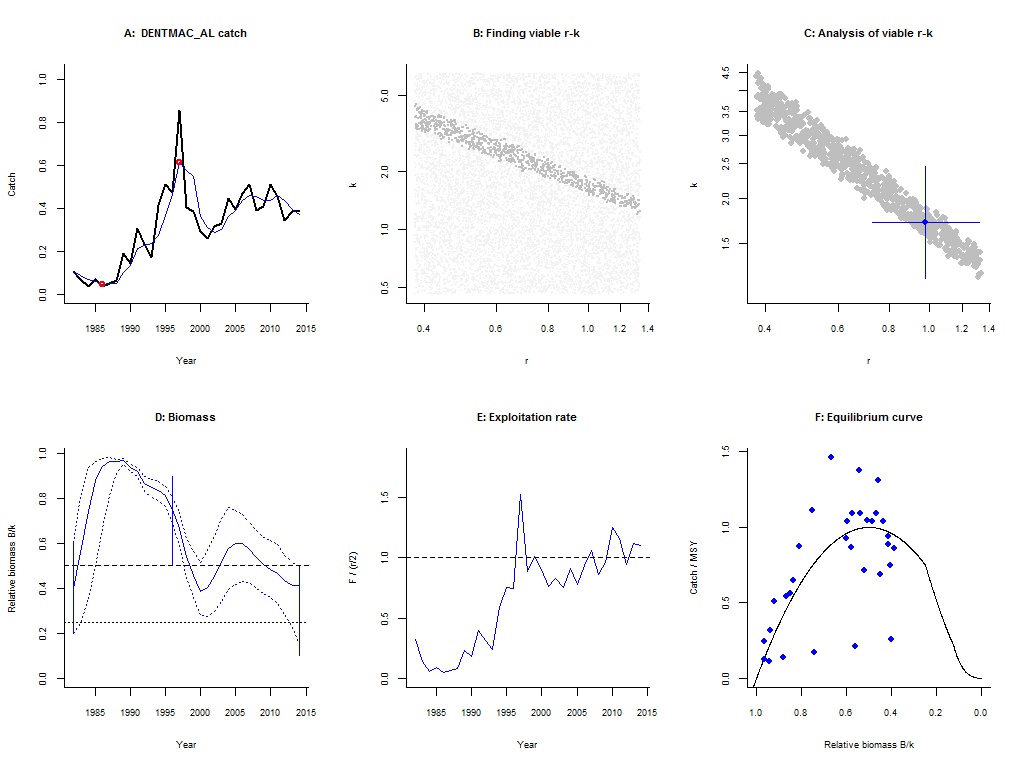 A:  DENTMAC_AL catch
Catch
0.0 0.2 0.4 0.6 0.8 1.0
1985 1990 1995 2000 2005 2010 2015
Year
B: Finding viable r-k
k
0.5 1.0 2.0 5.0
0.4 0.6 0.8 1.0 1.2 1.4
r
C: Analysis of viable r-k
k
1.5 2.0 2.5 3.0 3.5 4.5
0.4 0.6 0.8 1.0 1.2 1.4
r
D: Biomass
Relative biomass B/k
0.0 0.2 0.4 0.6 0.8 1.0
1985 1990 1995 2000 2005 2010 2015
Year
E: Exploitation rate
F / (r/2)
0.0 0.5 1.0 1.5
1985 1990 1995 2000 2005 2010 2015
Year
F: Equilibrium curve
Catch / MSY
0.0 0.5 1.0 1.5
1.0 0.8 0.6 0.4 0.2 0.0
Relative biomass B/k